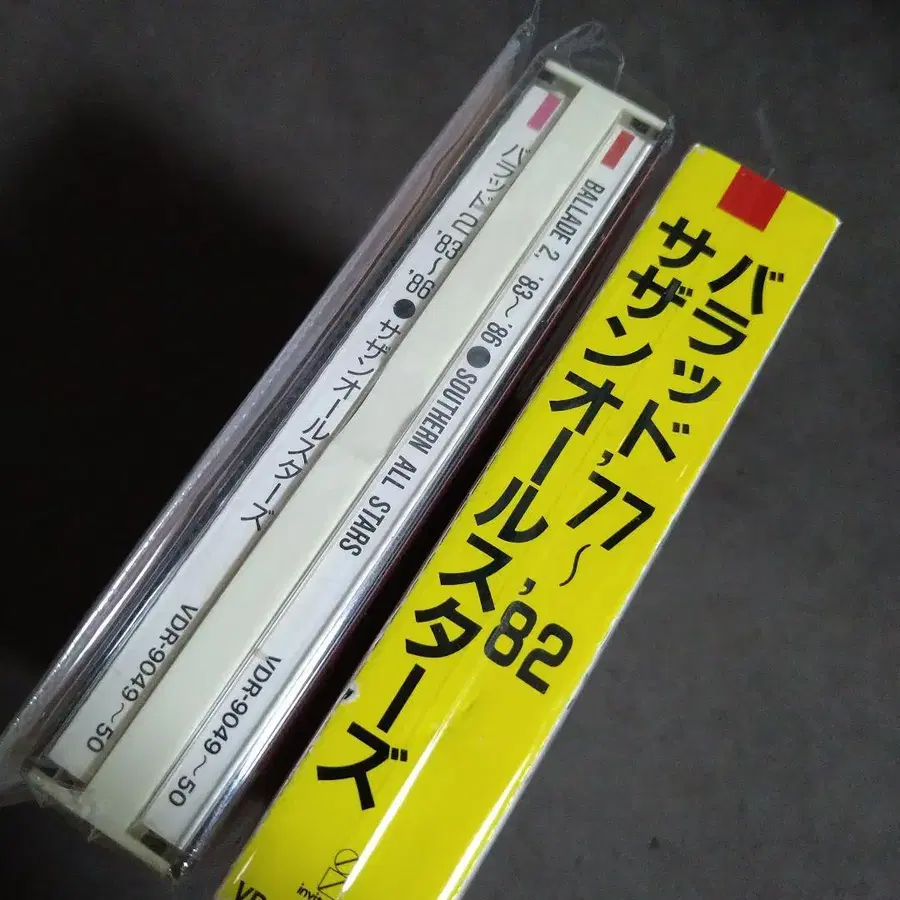 バラッド2 '83〜'86●サザンオールスターズ
VDR-9049〜50
BALLADE 2, '83〜'86●SOUTHERN ALL STARS
VDR-9049〜50
バラッド'77〜'82
サザンオールスターズ